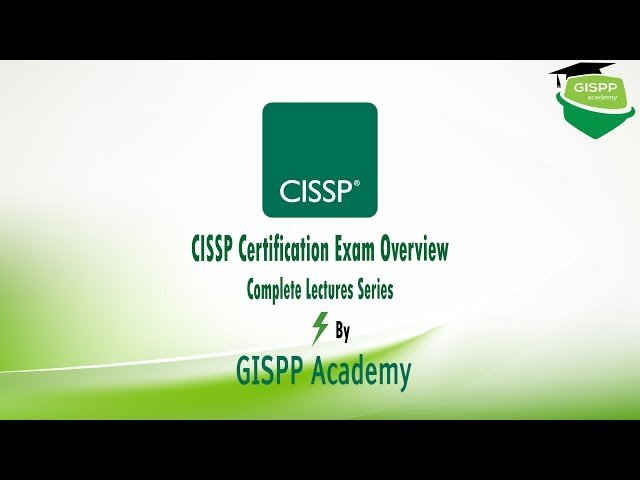 GISPP
academy
CISSP®
CISSP Certification Exam Overview
Complete Lectures Series
By
GISPP Academy